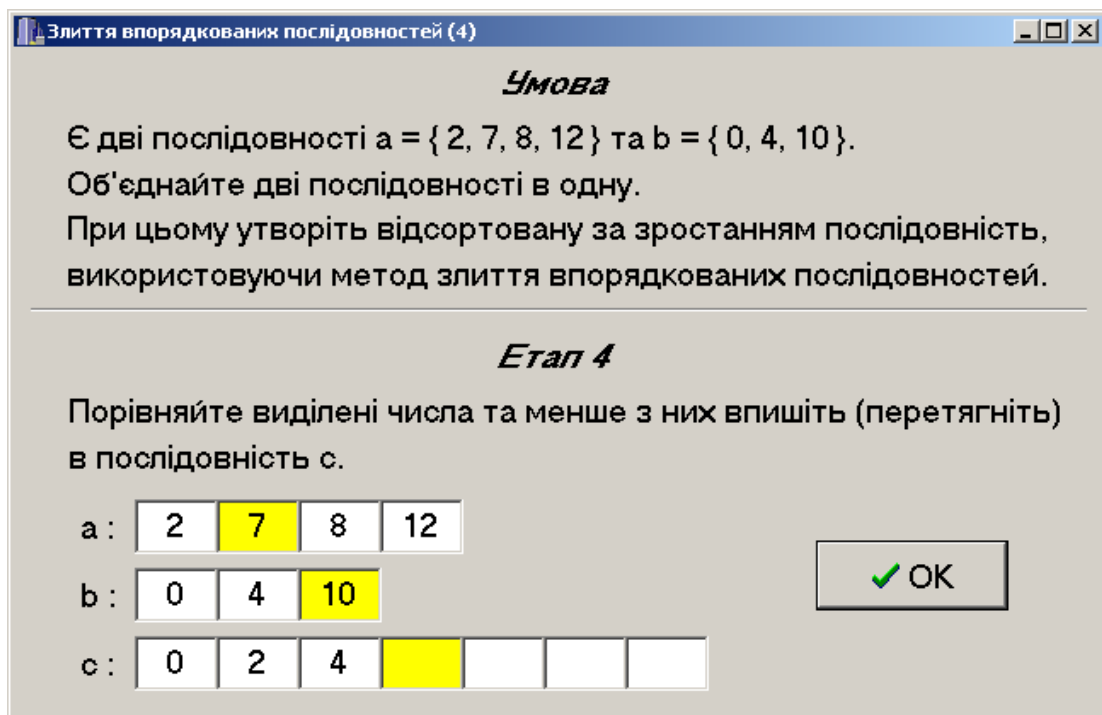 Злиття впорядкованих послідовностей (4)
Умова
Є дві послідовності a = { 2, 7, 8, 12 } та b = { 0, 4, 10 }.
Об'єднайте дві послідовності в одну.
При цьому утворіть відсортовану за зростанням послідовність,
використовуючи метод злиття впорядкованих послідовностей.
Етап 4
Порівняйте виділені числа та менше з них впишіть (перетягніть)
в послідовність c.
a : 2 7 8 12
b : 0 4 10
OK
c : 0 2 4